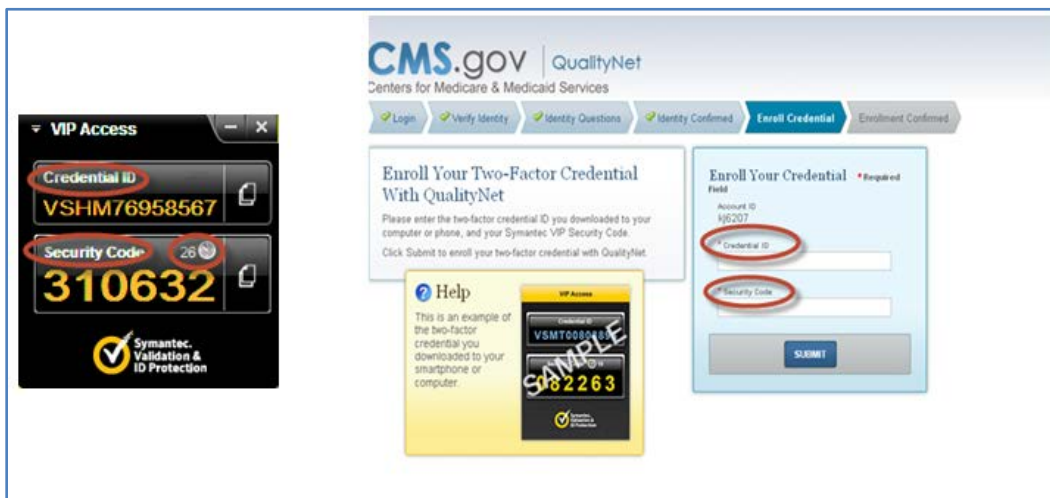 VIP Access
Credential ID
VSHM76958567
Security Code 26
310632
Symantec.
Validation &
ID Protection
CMS.gov | QualityNet
Centers for Medicare & Medicaid Services
Login
Verify Identity
Identity Questions
Identity Confirmed
Enroll Credential
Enrollment Confirmed
Enroll Your Two-Factor Credential
With QualityNet
Please enter the two-factor credential ID you downloaded to your
computer or phone, and your Symantec VIP Security Code.
Click Submit to enroll your two-factor credential with QualityNet.
Help
This is an example of
the two-factor
credential you
downloaded to your
smartphone or
computer.
VIP Access
Credential ID
SAMPLE
082263
Symantec.
Validation &
ID Protection
Enroll Your Credential * Required
Field
Account ID
kj6207
* Credential ID
* Security Code
SUBMIT